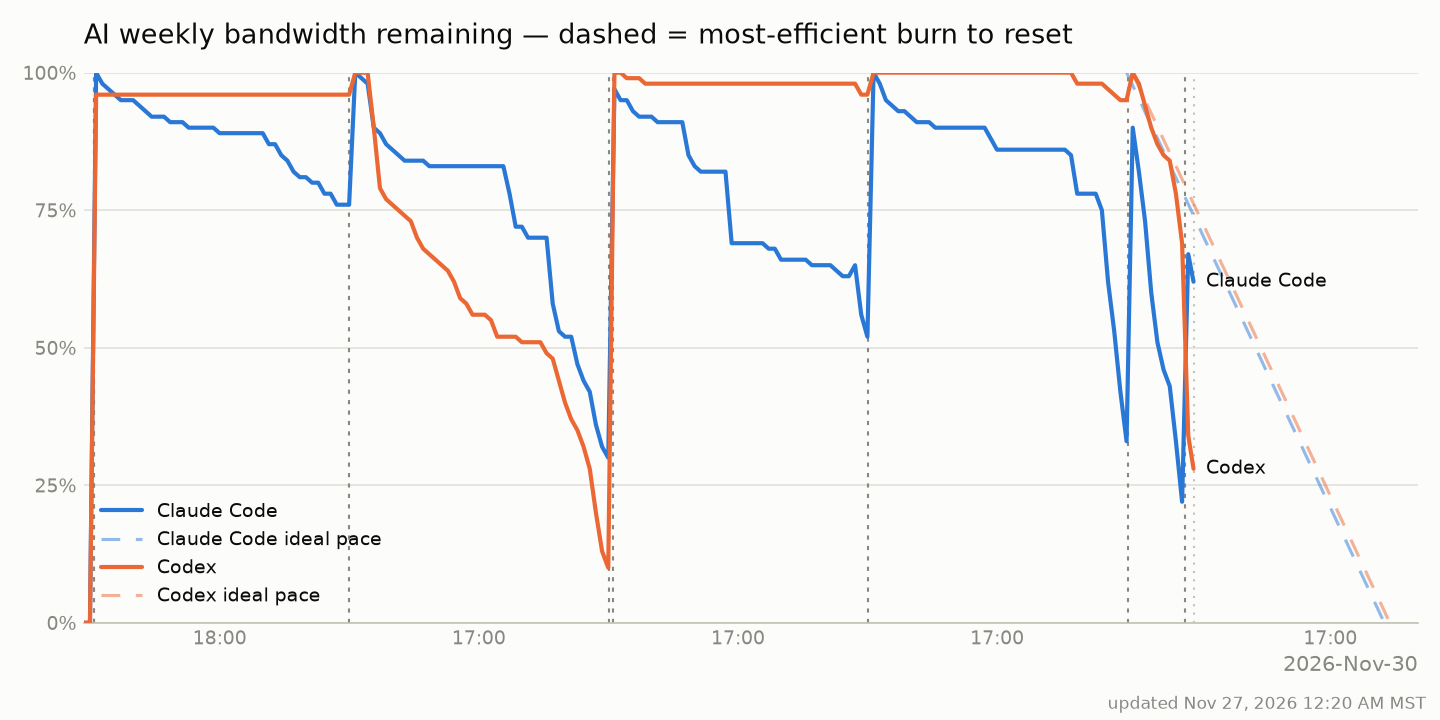 AI weekly bandwidth remaining — dashed = most-efficient burn to reset
100%
75%
50%
25%
0%
Claude Code
Codex
Claude Code
Claude Code ideal pace
Codex
Codex ideal pace
18:00
17:00
17:00
17:00
17:00
2026-Nov-30
updated Nov 27, 2026 12:20 AM MST